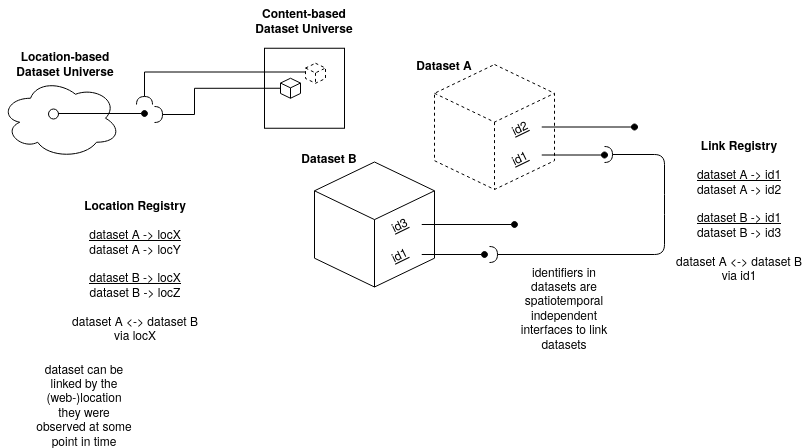 Content-based
Dataset Universe
Location-based
Dataset Universe
Dataset A
id2
id1
Link Registry
dataset A -> id1
dataset A -> id2
dataset B -> id1
dataset B -> id3
dataset A <-> dataset B
via id1
Dataset B
id3
id1
Location Registry
dataset A -> locX
dataset A -> locY
dataset B -> locX
dataset B -> locZ
dataset A <-> dataset B
via locX
identifiers in
datasets are
spatiotemporal
independent
interfaces to link
datasets
dataset can be
linked by the
(web-)location
they were
observed at some
point in time